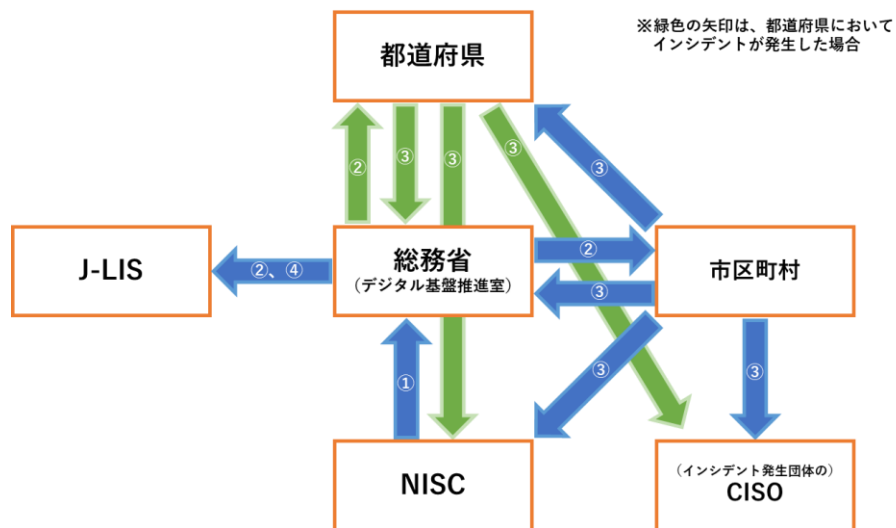 ※緑色の矢印は、都道府県において
インシデントが発生した場合
都道府県
②
③
③
③
③
J-LIS
②、④
総務省
（デジタル基盤推進室）
②
③
市区町村
①
③
③
NISC
（インシデント発生団体の）
CISO